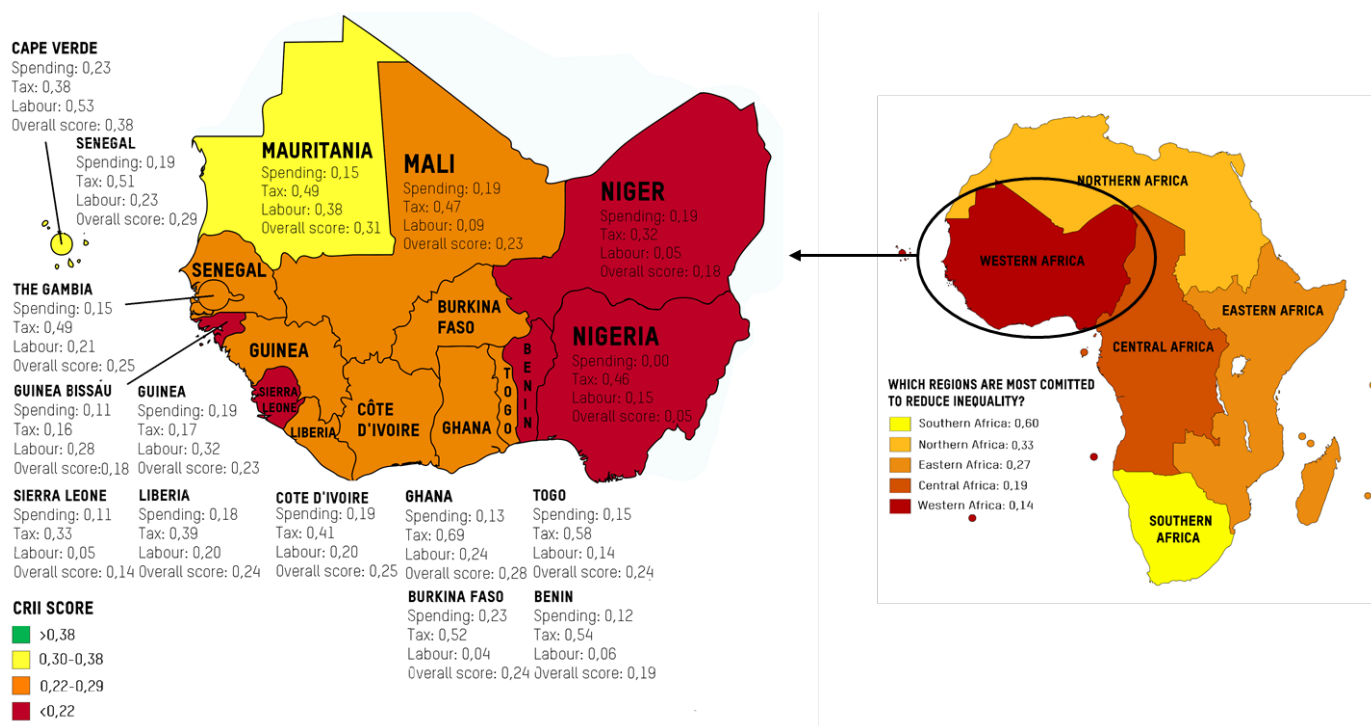 CAPE VERDE
Spending: 0,23
Tax: 0,38
Labour: 0,53
Overall score: 0,38
SENEGAL
Spending: 0,19
Tax: 0,51
Labour: 0,23
Overall score: 0,29
MAURITANIA
Spending: 0,15
Tax: 0,49
Labour: 0,38
Overall score: 0,31
MALI
Spending: 0,19
Tax: 0,47
Labour: 0,09
Overall score: 0,23
NIGER
Spending: 0,19
Tax: 0,32
Labour: 0,05
Overall score: 0,18
SENEGAL
THE GAMBIA
Spending: 0,15
Tax: 0,49
Labour: 0,21
Overall score: 0,25
BURKINA
FASO
NIGERIA
Spending: 0,00
Tax: 0,46
Labour: 0,15
Overall score: 0,05
GUINEA
SIERRA
LEONE
LIBERIA
CÔTE
D'IVOIRE
GHANA
TOGO
BENIN
GUINEA BISSAU
Spending: 0,11
Tax: 0,16
Labour: 0,28
Overall score:0,18
GUINEA
Spending: 0,19
Tax: 0,17
Labour: 0,32
Overall score: 0,23
SIERRA LEONE
Spending: 0,11
Tax: 0,33
Labour: 0,05
Overall score: 0,14
LIBERIA
Spending: 0,18
Tax: 0,39
Labour: 0,20
Overall score: 0,24
COTE D'IVOIRE
Spending: 0,19
Tax: 0,41
Labour: 0,20
Overall score: 0,25
GHANA
Spending: 0,13
Tax: 0,69
Labour: 0,24
Overall score: 0,28
TOGO
Spending: 0,15
Tax: 0,58
Labour: 0,14
Overall score: 0,24
BURKINA FASO
Spending: 0,23
Tax: 0,52
Labour: 0,04
Overall score: 0,24
BENIN
Spending: 0,12
Tax: 0,54
Labour: 0,06
Overall score: 0,19
CRII SCORE
>0,38
0,30-0,38
0,22-0,29
<0,22
NORTHERN AFRICA
WESTERN AFRICA
EASTERN AFRICA
CENTRAL AFRICA
SOUTHERN
AFRICA
WHICH REGIONS ARE MOST COMITTED
TO REDUCE INEQUALITY?
Southern Africa: 0,60
Northern Africa: 0,33
Eastern Africa: 0,27
Central Africa: 0,19
Western Africa: 0,14